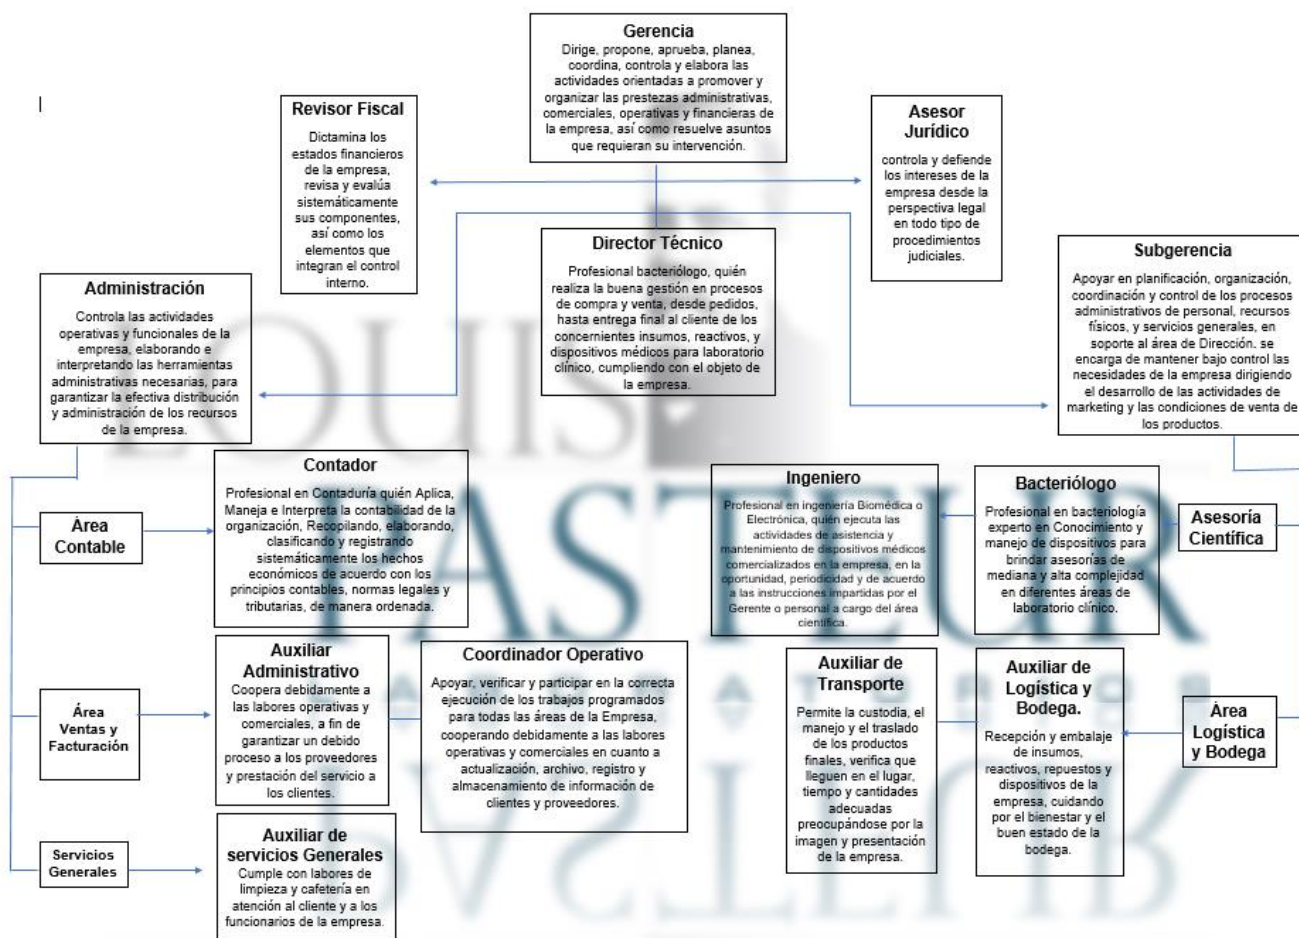 Gerencia
Dirige, propone, aprueba, planea,
coordina, controla y elabora las
actividades orientadas a promover y
organizar las prestezas administrativas,
comerciales, operativas y financieras de
la empresa, así como resuelve asuntos
que requieran su intervención.
Revisor Fiscal
Dictamina los
estados financieros
de la empresa,
revisa y evalúa
sistemáticamente
sus componentes,
así como los
elementos que
integran el control
interno.
Asesor
Jurídico
controla y defiende
los intereses de la
empresa desde la
perspectiva legal
en todo tipo de
procedimientos
judiciales.
Director Técnico
Profesional bacteriólogo, quién
realiza la buena gestión en procesos
de compra y venta, desde pedidos,
hasta entrega final al cliente de los
concernientes insumos, reactivos, y
dispositivos médicos para laboratorio
clínico, cumpliendo con el objeto de
la empresa.
Administración
Controla las actividades
operativas y funcionales de la
empresa, elaborando e
interpretando las herramientas
administrativas necesarias, para
garantizar la efectiva distribución
y administración de los recursos
de la empresa.
Subgerencia
Apoyar en planificación, organización,
coordinación y control de los procesos
administrativos de personal, recursos
físicos, y servicios generales, en
soporte al área de Dirección. se
encarga de mantener bajo control las
necesidades de la empresa dirigiendo
el desarrollo de las actividades de
marketing y las condiciones de venta de
los productos.
Área
Contable
Contador
Profesional en Contaduría quién Aplica,
Maneja e Interpreta la contabilidad de la
organización, Recopilando, elaborando,
clasificando y registrando
sistemáticamente los hechos
económicos de acuerdo con los
principios contables, normas legales y
tributarias, de manera ordenada.
Ingeniero
Profesional en ingeniería Biomédica o
Electrónica, quién ejecuta las
actividades de asistencia y
mantenimiento de dispositivos médicos
comercializados en la empresa, en la
oportunidad, periodicidad y de acuerdo
a las instrucciones impartidas por el
Gerente o personal a cargo del área
científica.
Bacteriólogo
Profesional en bacteriología
experto en Conocimiento y
manejo de dispositivos para
brindar asesorías de
mediana y alta complejidad
en diferentes áreas de
laboratorio clínico.
Asesoría
Científica
Área
Ventas y
Facturación
Auxiliar
Administrativo
Coopera debidamente a
las labores operativas y
comerciales, a fin de
garantizar un debido
proceso a los proveedores
y prestación del servicio a
los clientes.
Coordinador Operativo
Apoyar, verificar y participar en la correcta
ejecución de los trabajos programados
para todas las áreas de la Empresa,
cooperando debidamente a las labores
operativas y comerciales en cuanto a
actualización, archivo, registro y
almacenamiento de información de
clientes y proveedores.
Auxiliar de
Transporte
Permite la custodia, el
manejo y el traslado
de los productos
finales, verifica que
lleguen en el lugar,
tiempo y cantidades
adecuadas
preocupándose por la
imagen y presentación
de la empresa.
Auxiliar de
Logística y
Bodega.
Recepción y embalaje
de insumos,
reactivos, repuestos y
dispositivos de la
empresa, cuidando
por el bienestar y el
buen estado de la
bodega.
Área
Logística
y Bodega
Servicios
Generales
Auxiliar de
servicios Generales
Cumple con labores de
limpieza y cafetería en
atención al cliente y a los
funcionarios de la empresa.
LOUIS
PASTEUR